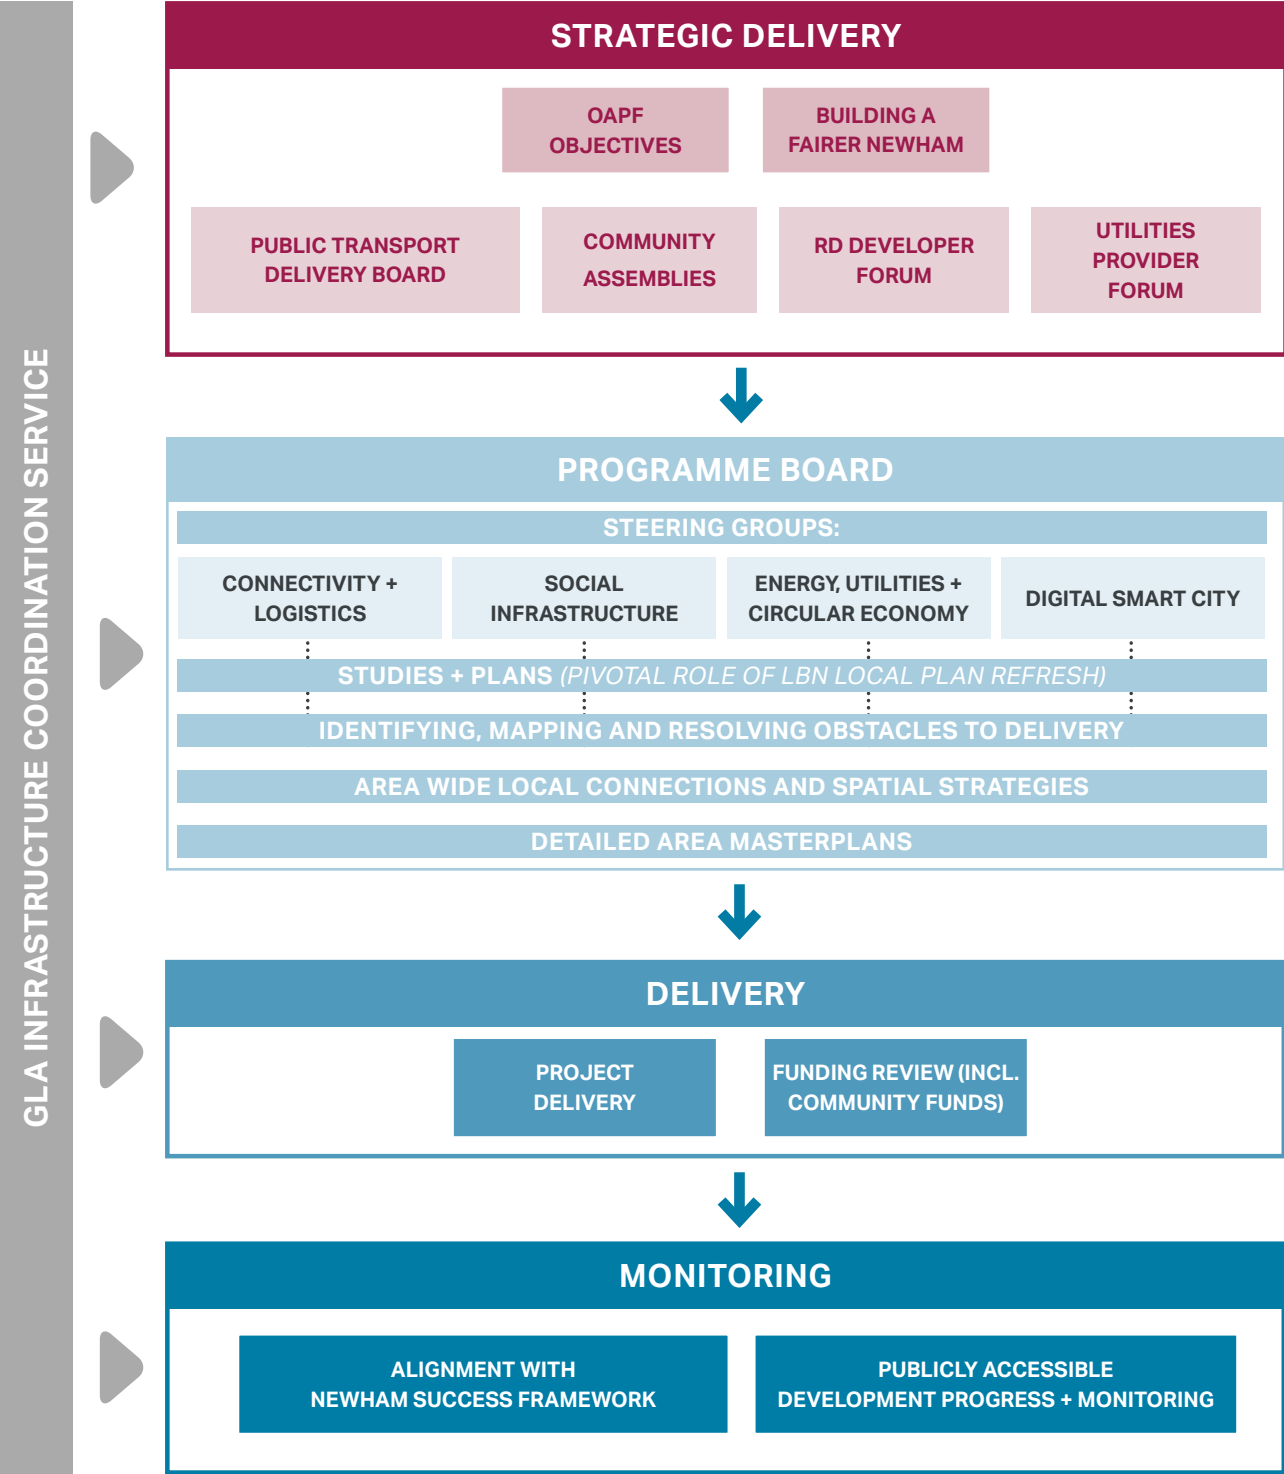 GLA INFRASTRUCTURE COORDINATION SERVICE
STRATEGIC DELIVERY
OAPF
OBJECTIVES
BUILDING A
FAIRER NEWHAM
PUBLIC TRANSPORT
DELIVERY BOARD
COMMUNITY
ASSEMBLIES
RD DEVELOPER
FORUM
UTILITIES
PROVIDER
FORUM
PROGRAMME BOARD
STEERING GROUPS:
CONNECTIVITY +
LOGISTICS
SOCIAL
INFRASTRUCTURE
ENERGY, UTILITIES +
CIRCULAR ECONOMY
DIGITAL SMART CITY
STUDIES + PLANS (PIVOTAL ROLE OF LBN LOCAL PLAN REFRESH)
IDENTIFYING, MAPPING AND RESOLVING OBSTACLES TO DELIVERY
AREA WIDE LOCAL CONNECTIONS AND SPATIAL STRATEGIES
DETAILED AREA MASTERPLANS
DELIVERY
PROJECT
DELIVERY
FUNDING REVIEW (INCL.
COMMUNITY FUNDS)
MONITORING
ALIGNMENT WITH
NEWHAM SUCCESS FRAMEWORK
PUBLICLY ACCESSIBLE
DEVELOPMENT PROGRESS + MONITORING